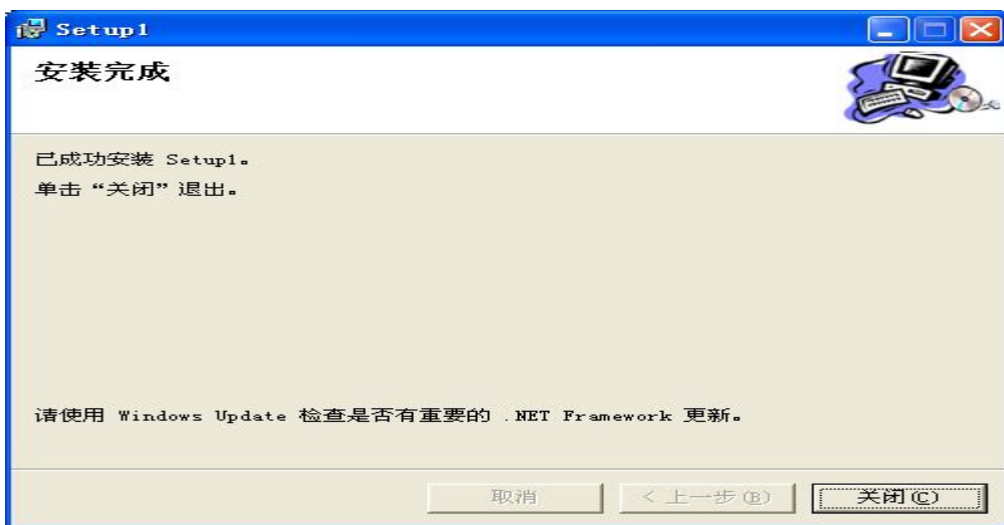 Setup1
安装完成
已成功安装 Setup1。
单击“关闭”退出。
请使用 Windows Update 检查是否有重要的 .NET Framework 更新。
取消
< 上一步(B)
关闭(C)